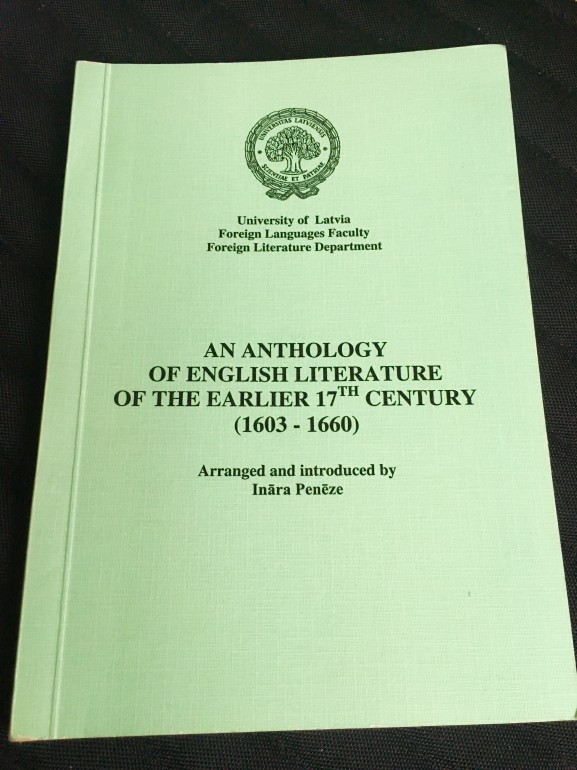 UNIVERSITAS LATVIENSIS
SCIENTIAE ET PATRIAE
University of Latvia
Foreign Languages Faculty
Foreign Literature Department
AN ANTHOLOGY
OF ENGLISH LITERATURE
OF THE EARLIER 17TH CENTURY
(1603 - 1660)
Arranged and introduced by
Ināra Penēze